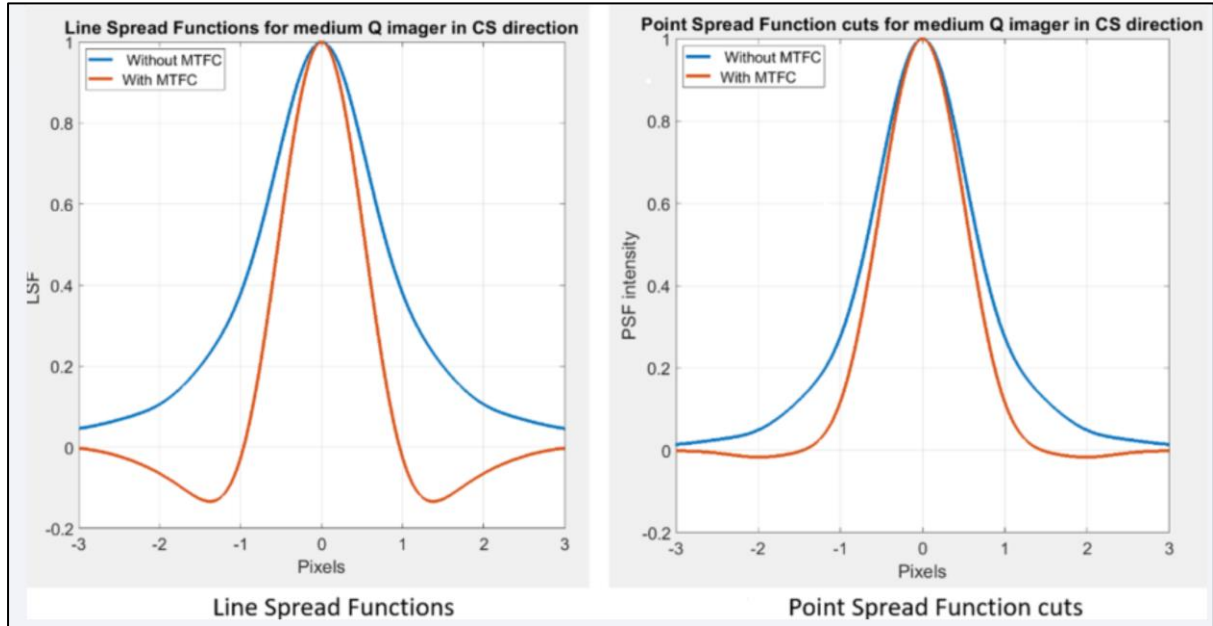 Line Spread Functions for medium Q imager in CS direction
Without MTFC
With MTFC
1
0.8
0.6
0.4
0.2
0
-0.2
LSF
-3
-2
-1
0
1
2
3
Pixels
Line Spread Functions
Point Spread Function cuts for medium Q imager in CS direction
Without MTFC
With MTFC
1
0.8
0.6
0.4
0.2
0
-0.2
PSF intensity
-3
-2
-1
0
1
2
3
Pixels
Point Spread Function cuts